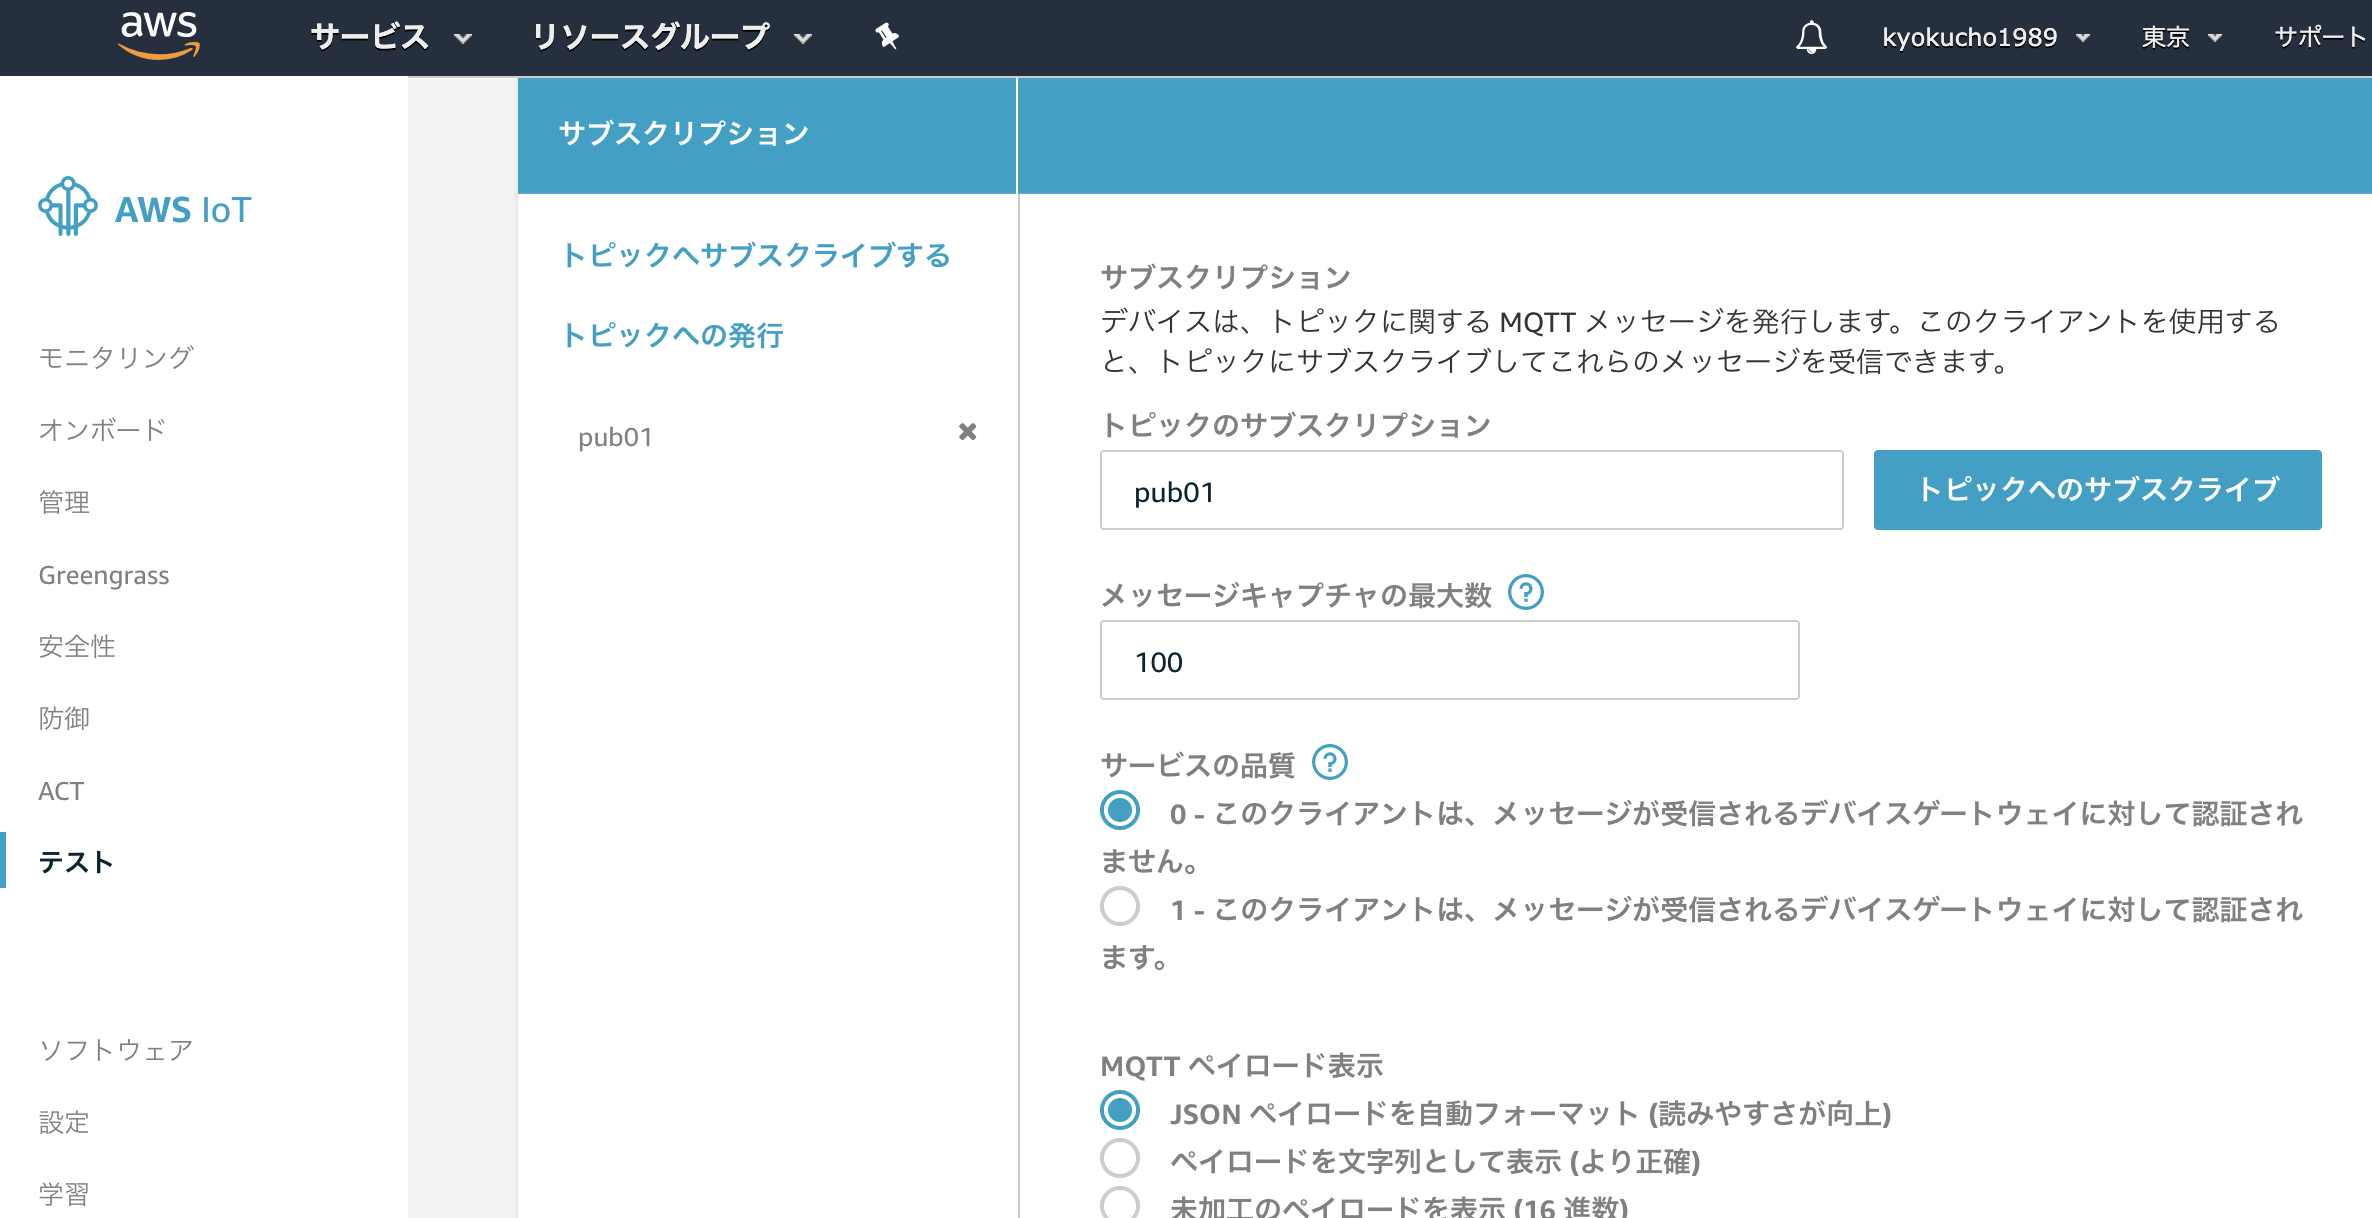 aws
サービス
リソースグループ
kyokucho1989
東京
サポート
AWS IoT
モニタリング
オンボード
管理
Greengrass
安全性
防御
ACT
テスト
ソフトウェア
設定
学習
サブスクリプション
トピックへサブスクライブする
トピックへの発行
pub01
サブスクリプション
デバイスは、トピックに関する MQTT メッセージを発行します。このクライアントを使用する
と、トピックにサブスクライブしてこれらのメッセージを受信できます。
トピックのサブスクリプション
pub01
トピックへのサブスクライブ
メッセージキャプチャの最大数 ?
100
サービスの品質 ?
0 - このクライアントは、メッセージが受信されるデバイスゲートウェイに対して認証され
ません。
1 - このクライアントは、メッセージが受信されるデバイスゲートウェイに対して認証され
ます。
MQTT ペイロード表示
JSON ペイロードを自動フォーマット (読みやすさが向上)
ペイロードを文字列として表示 (より正確)
未加工のペイロードを表示 (16 進数)